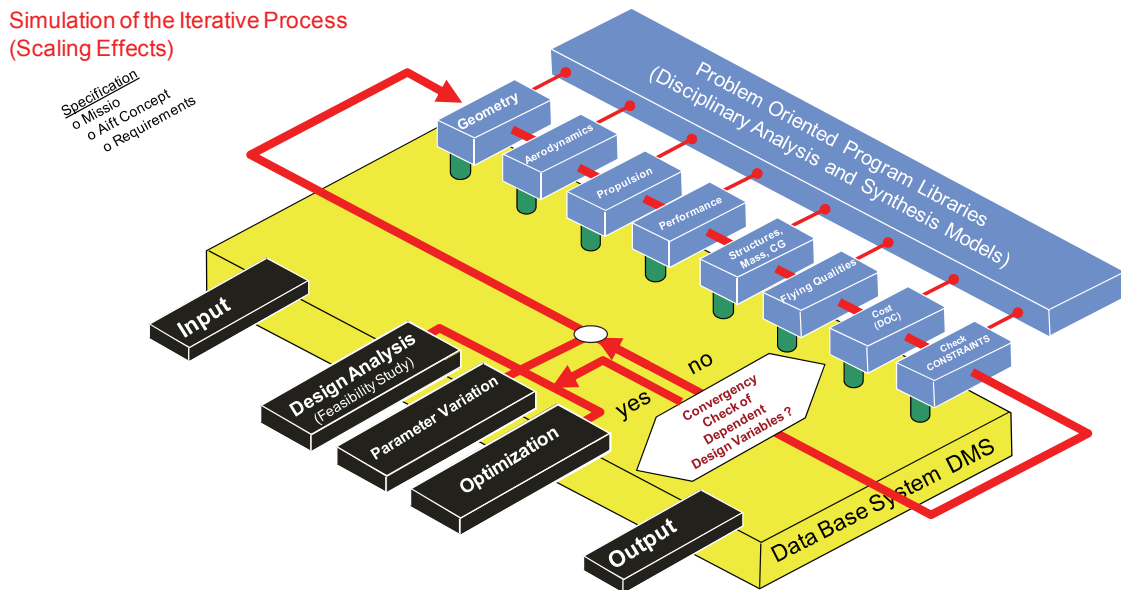 Simulation of the Iterative Process
(Scaling Effects)
Specification
o Missio
o Aift Concept
o Requirements
Problem Oriented Program Libraries
(Disciplinary Analysis and Synthesis Models)
Geometry
Aerodynamics
Propulsion
Performance
Structures,
Mass, CG
Flying Qualities
Cost
(DOC)
Check
CONSTRAINTS
Input
Design Analysis
(Feasibility Study)
Parameter Variation
Optimization
Output
yes
no
Convergency
Check of
Dependent
Design Variables ?
Data Base System DMS